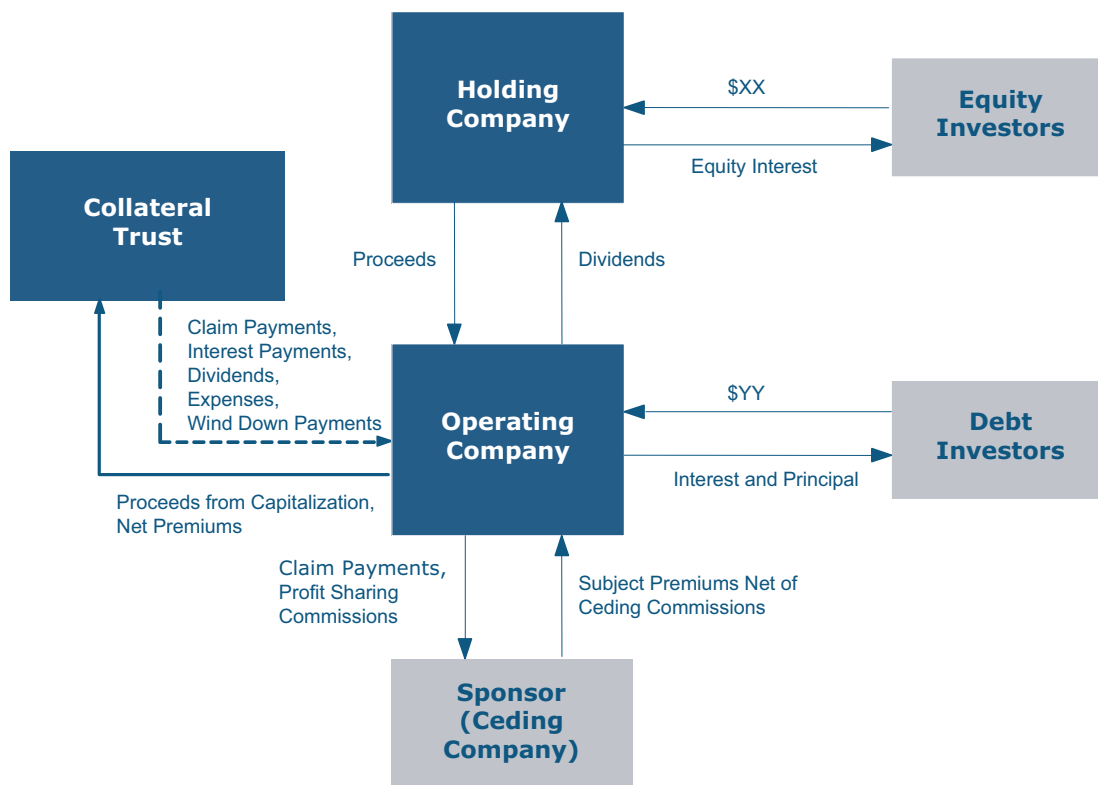 Holding
Company
$XX
Equity
Investors
Equity Interest
Collateral
Trust
Proceeds
Dividends
Claim Payments,
Interest Payments,
Dividends,
Expenses,
Wind Down Payments
Operating
Company
$YY
Debt
Investors
Interest and Principal
Proceeds from Capitalization,
Net Premiums
Claim Payments,
Profit Sharing
Commissions
Subject Premiums Net of
Ceding Commissions
Sponsor
(Ceding
Company)